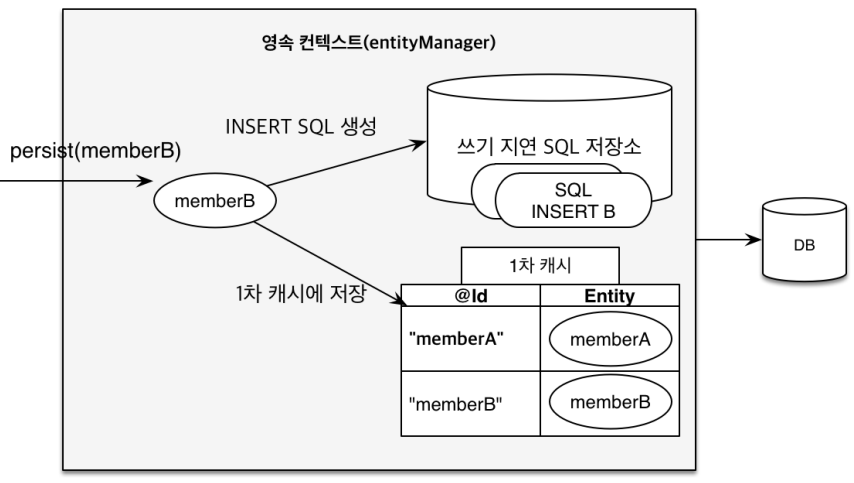 영속 컨텍스트(entityManager)
INSERT SQL 생성
persist(memberB)
쓰기 지연 SQL 저장소
memberB
SQL
INSERT B
DB
1차 캐시
1차 캐시에 저장
@Id Entity
"memberA" memberA
"memberB" memberB